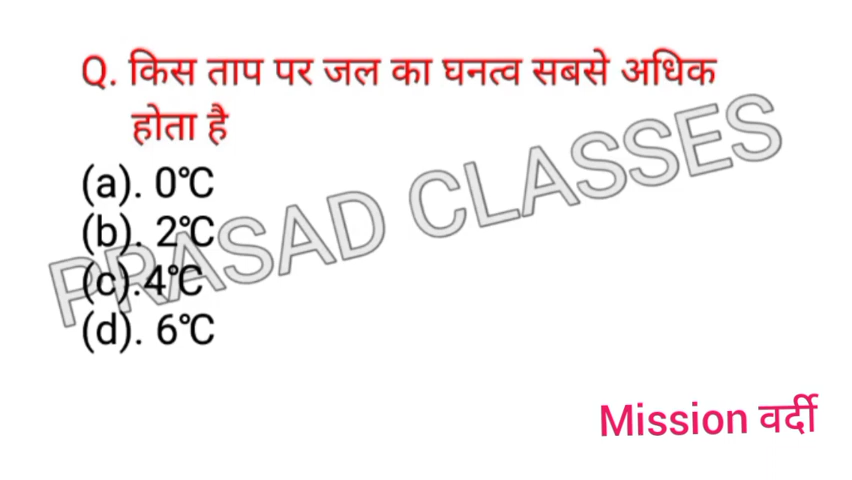 Q. किस ताप पर जल का घनत्व सबसे अधिक
होता है
(a). 0°C
(b). 2°C
(c).4°C
(d). 6°C
PRASAD CLASSES
Mission वर्दी